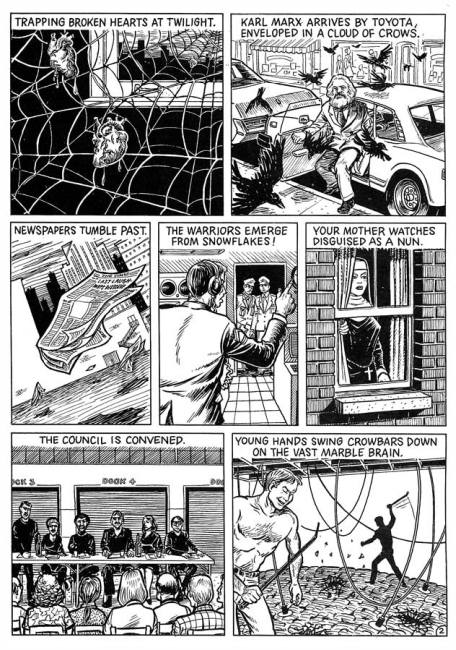 TRAPPING BROKEN HEARTS AT TWILIGHT.
KARL MARX ARRIVES BY TOYOTA,
ENVELOPED IN A CLOUD OF CROWS.
NEWSPAPERS TUMBLE PAST.
LAST LAUGH
THE WARRIORS EMERGE
FROM SNOWFLAKES!
YOUR MOTHER WATCHES
DISGUISED AS A NUN.
THE COUNCIL IS CONVENED.
DOCK 4
YOUNG HANDS SWING CROWBARS DOWN
ON THE VAST MARBLE BRAIN.
2